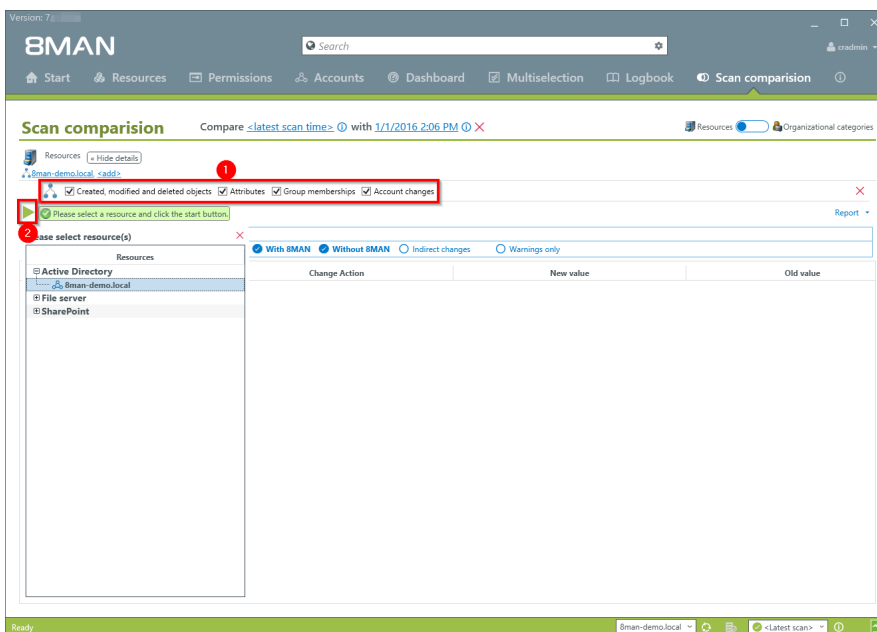 Version: 7
8MAN
Search
cradmin
Start Resources Permissions Accounts Dashboard Multiselection Logbook Scan comparision
Scan comparision Compare <latest scan time> with 1/1/2016 2:06 PM Resources Organizational categories
Resources « Hide details
8man-demo.local, <add>
1
Created, modified and deleted objects Attributes Group memberships Account changes
Please select a resource and click the start button. Report
2
ease select resource(s)
With 8MAN Without 8MAN Indirect changes Warnings only
Resources
Change Action New value Old value
Active Directory
8man-demo.local
File server
SharePoint
Ready 8man-demo.local <Latest scan>